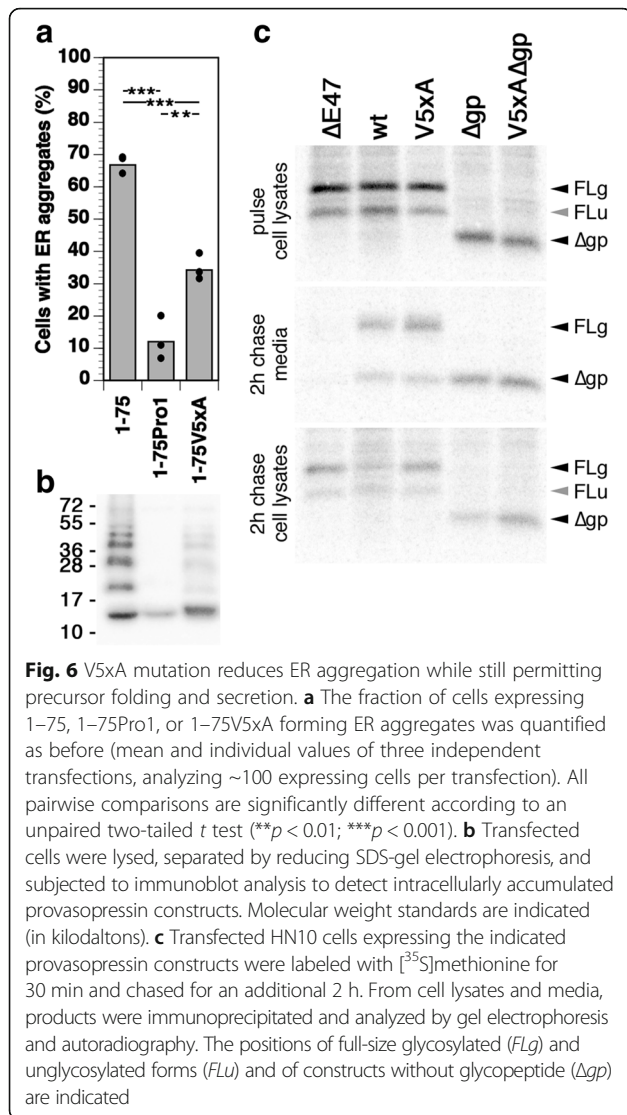 a
Cells with ER aggregates (%)
100
90
80
70
60
50
40
30
20
10
0
***
***
**
1-75
1-75Pro1
1-75V5xA
b
72 -
55 -
36 -
28 -
17 -
10 -
c
ΔE47
wt
V5xA
Δgp
V5xAΔgp
pulse
cell lysates
FLg
FLu
Δgp
2h chase
media
FLg
Δgp
2h chase
cell lysates
FLg
FLu
Δgp
Fig. 6 V5xA mutation reduces ER aggregation while still permitting
precursor folding and secretion. a The fraction of cells expressing
1–75, 1–75Pro1, or 1–75V5xA forming ER aggregates was quantified
as before (mean and individual values of three independent
transfections, analyzing ~100 expressing cells per transfection). All
pairwise comparisons are significantly different according to an
unpaired two-tailed t test (**p < 0.01; ***p < 0.001). b Transfected
cells were lysed, separated by reducing SDS-gel electrophoresis, and
subjected to immunoblot analysis to detect intracellularly accumulated
provasopressin constructs. Molecular weight standards are indicated
(in kilodaltons). c Transfected HN10 cells expressing the indicated
provasopressin constructs were labeled with [³⁵S]methionine for
30 min and chased for an additional 2 h. From cell lysates and media,
products were immunoprecipitated and analyzed by gel electrophoresis
and autoradiography. The positions of full-size glycosylated (FLg) and
unglycosylated forms (FLu) and of constructs without glycopeptide (Δgp)
are indicated